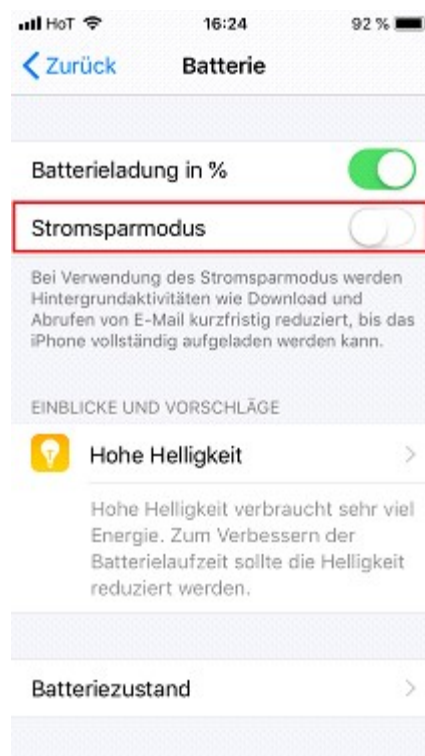 HoT 16:24 92 %
Zurück Batterie
Batterieladung in %
Stromsparmodus
Bei Verwendung des Stromsparmodus werden
Hintergrundaktivitäten wie Download und
Abrufen von E-Mail kurzfristig reduziert, bis das
iPhone vollständig aufgeladen werden kann.
EINBLICKE UND VORSCHLÄGE
Hohe Helligkeit
Hohe Helligkeit verbraucht sehr viel
Energie. Zum Verbessern der
Batterielaufzeit sollte die Helligkeit
reduziert werden.
Batteriezustand